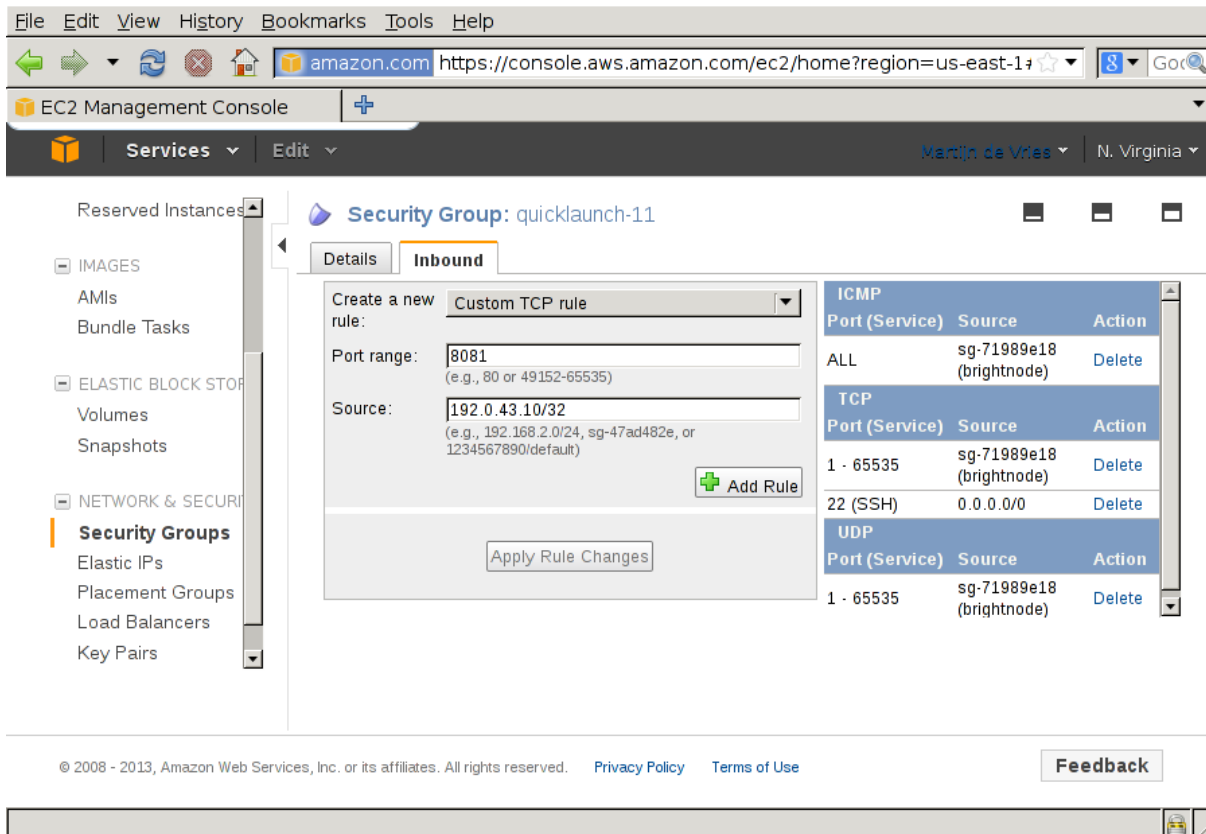 File Edit View History Bookmarks Tools Help
amazon.com https://console.aws.amazon.com/ec2/home?region=us-east-1
EC2 Management Console
Services Edit Martijn de Vries N. Virginia
Reserved Instances
IMAGES
AMIs
Bundle Tasks
ELASTIC BLOCK STOR
Volumes
Snapshots
NETWORK & SECURI
Security Groups
Elastic IPs
Placement Groups
Load Balancers
Key Pairs
Security Group: quicklaunch-11
Details Inbound
Create a new
rule:
Custom TCP rule
Port range: 8081
(e.g., 80 or 49152-65535)
Source: 192.0.43.10/32
(e.g., 192.168.2.0/24, sg-47ad482e, or
1234567890/default)
Add Rule
Apply Rule Changes
ICMP
Port (Service) Source Action
ALL sg-71989e18 Delete
(brightnode)
TCP
Port (Service) Source Action
1 - 65535 sg-71989e18 Delete
(brightnode)
22 (SSH) 0.0.0.0/0 Delete
UDP
Port (Service) Source Action
1 - 65535 sg-71989e18 Delete
(brightnode)
© 2008 - 2013, Amazon Web Services, Inc. or its affiliates. All rights reserved. Privacy Policy Terms of Use
Feedback